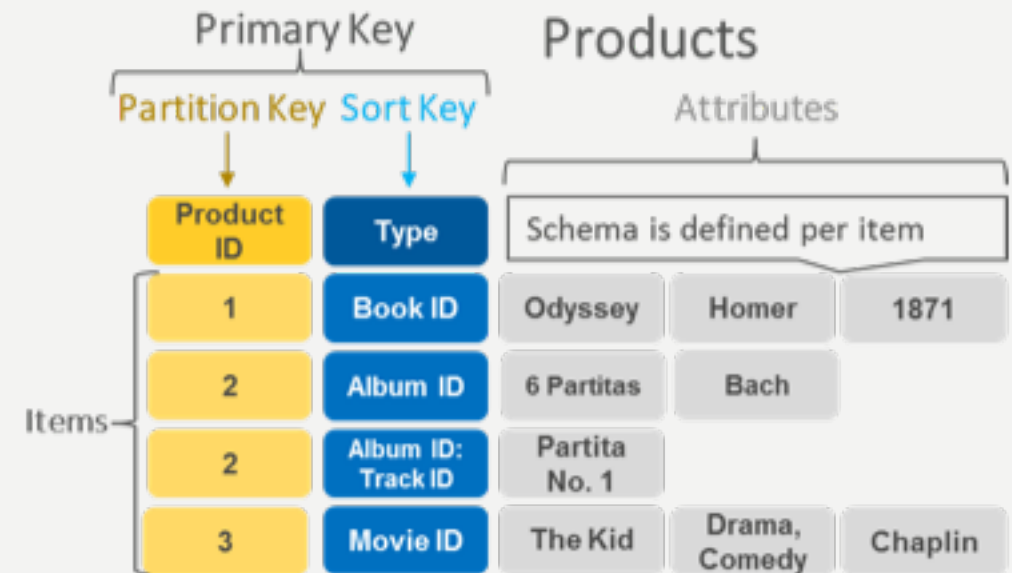 Primary Key
Products
Partition Key Sort Key
Attributes
Product
ID
Type
Schema is defined per item
Items
1
Book ID
Odyssey
Homer
1871
2
Album ID
6 Partitas
Bach
2
Album ID:
Track ID
Partita
No. 1
3
Movie ID
The Kid
Drama,
Comedy
Chaplin